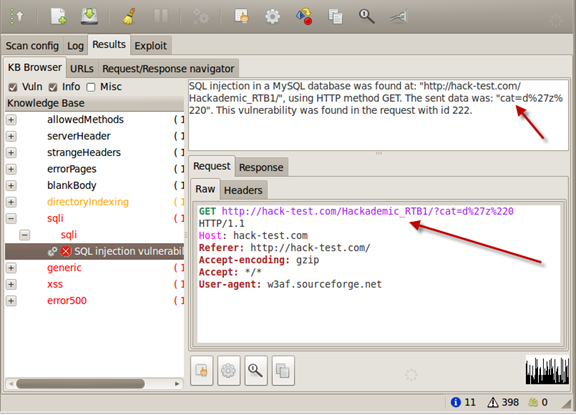 Scan config Log Results Exploit
KB Browser URLs Request/Response navigator
Vuln Info Misc
Knowledge Base
allowedMethods ( 1
serverHeader ( 1
strangeHeaders ( 1
errorPages ( 1
blankBody ( 1
directoryIndexing ( 1
sqli ( 1
sqli
SQL injection vulnerabi
generic ( 1
xss ( 1
error500 ( 1
SQL injection in a MySQL database was found at: "http://hack-test.com/
Hackademic_RTB1/", using HTTP method GET. The sent data was: "cat=d%27z%
220". This vulnerability was found in the request with id 222.
Request Response
Raw Headers
GET http://hack-test.com/Hackademic_RTB1/?cat=d%27z%220
HTTP/1.1
Host: hack-test.com
Referer: http://hack-test.com/
Accept-encoding: gzip
Accept: */*
User-agent: w3af.sourceforge.net
11 398 0